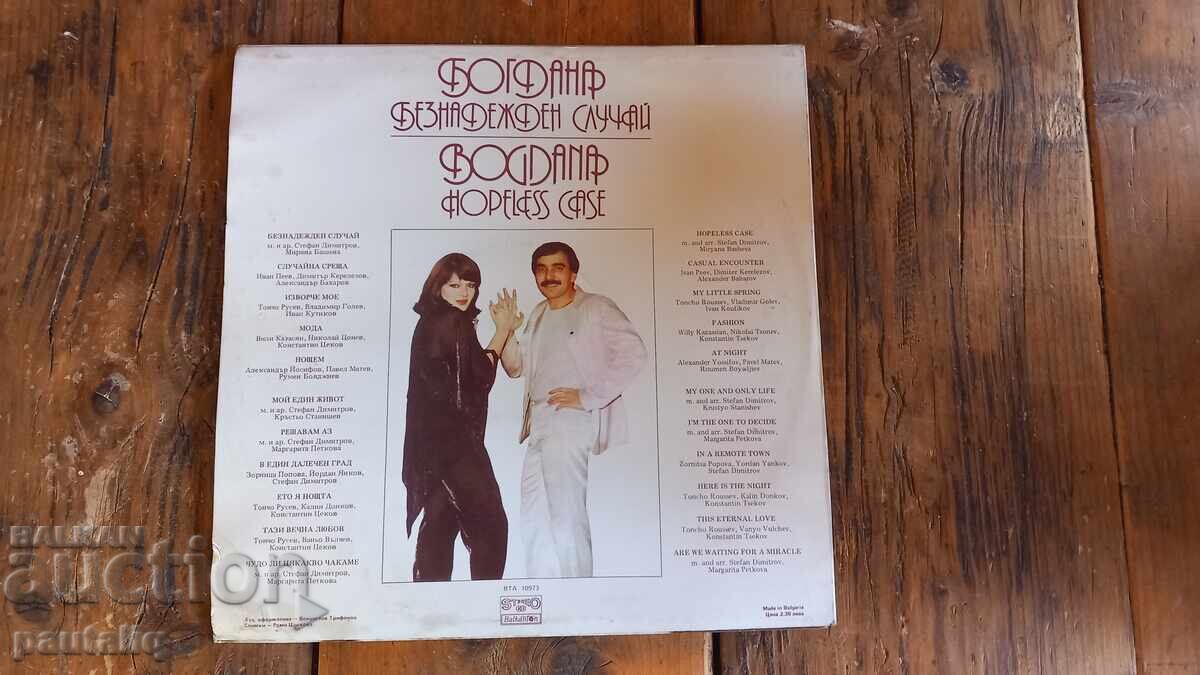 БОГДАНА
БЕЗНАДЕЖДЕН СЛУЧАЙ
BOGDANA
HOPELESS CASE
БЕЗНАДЕЖДЕН СЛУЧАЙ
м. и ар. Стефан Димитров,
Миряна Башева
СЛУЧАЙНА СРЕЩА
Иван Пеев, Димитър Керелезов,
Александър Бахаров
ИЗВОРЧЕ МОЕ
Тончо Русев, Владимир Голев,
Иван Кутиков
МОДА
Вили Казасян, Николай Цонев,
Константин Цеков
НОЩЕМ
Александър Йосифов, Павел Матев,
Румен Бояджиев
МОЙ ЕДИН ЖИВОТ
м. и ар. Стефан Димитров,
Кръстьо Станишев
РЕШАВАМ АЗ
м. и ар. Стефан Димитров,
Маргарита Петкова
В ЕДИН ДАЛЕЧЕН ГРАД
Зорница Попова, Йордан Янков,
Стефан Димитров
ЕТО Я НОЩТА
Тончо Русев, Калин Донков,
Константин Цеков
ТАЗИ ВЕЧНА ЛЮБОВ
Тончо Русев, Ваньо Вълчев,
Константин Цеков
ЧУДО ЛИ НЯКАКВО ЧАКАМЕ
м. и ар. Стефан Димитров,
Маргарита Петкова
HOPELESS CASE
m. and arr. Stefan Dimitrov,
Miryana Basheva
CASUAL ENCOUNTER
Ivan Peev, Dimiter Kerelezov,
Alexander Baharov
MY LITTLE SPRING
Toncho Roussev, Vladimir Golev,
Ivan Koutikov
FASHION
Willy Kazassian, Nikolai Tsonev,
Konstantin Tsekov
AT NIGHT
Alexander Yossifov, Pavel Matev,
Roumen Boyadjiev
MY ONE AND ONLY LIFE
m. and arr. Stefan Dimitrov,
Krustyo Stanishev
I'M THE ONE TO DECIDE
m. and arr. Stefan Dimitrov,
Margarita Petkova
IN A REMOTE TOWN
Zornitsa Popova, Yordan Yankov,
Stefan Dimitrov
HERE IS THE NIGHT
Toncho Roussev, Kalin Donkov,
Konstantin Tsekov
THIS ETERNAL LOVE
Toncho Roussev, Vanyo Vulchev,
Konstantin Tsekov
ARE WE WAITING FOR A MIRACLE
m. and arr. Stefan Dimitrov,
Margarita Petkova
ВТА 10973
STEREO
Balkanton
Made in Bulgaria
Цена 2.30 лева
BALKAN
auction
pautaliq